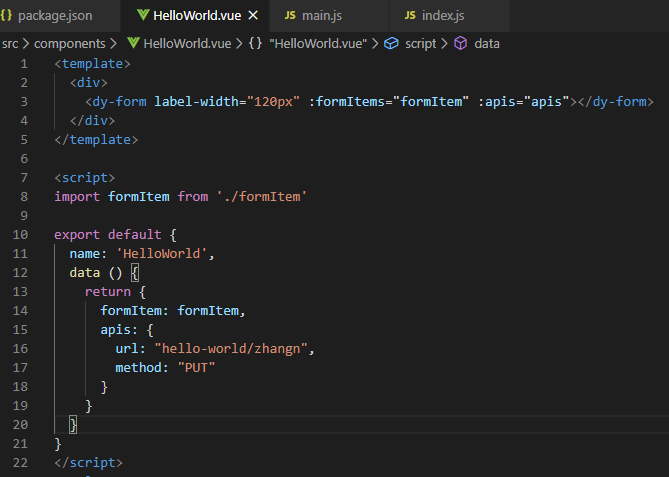 {} package.json HelloWorld.vue × JS main.js JS index.js
src > components > HelloWorld.vue > {} "HelloWorld.vue" > script > data
1 <template>
2 <div>
3 <dy-form label-width="120px" :formItems="formItem" :apis="apis"></dy-form>
4 </div>
5 </template>
6
7 <script>
8 import formItem from './formItem'
9
10 export default {
11 name: 'HelloWorld',
12 data () {
13 return {
14 formItem: formItem,
15 apis: {
16 url: "hello-world/zhangn",
17 method: "PUT"
18 }
19 }
20 }
21 }
22 </script>